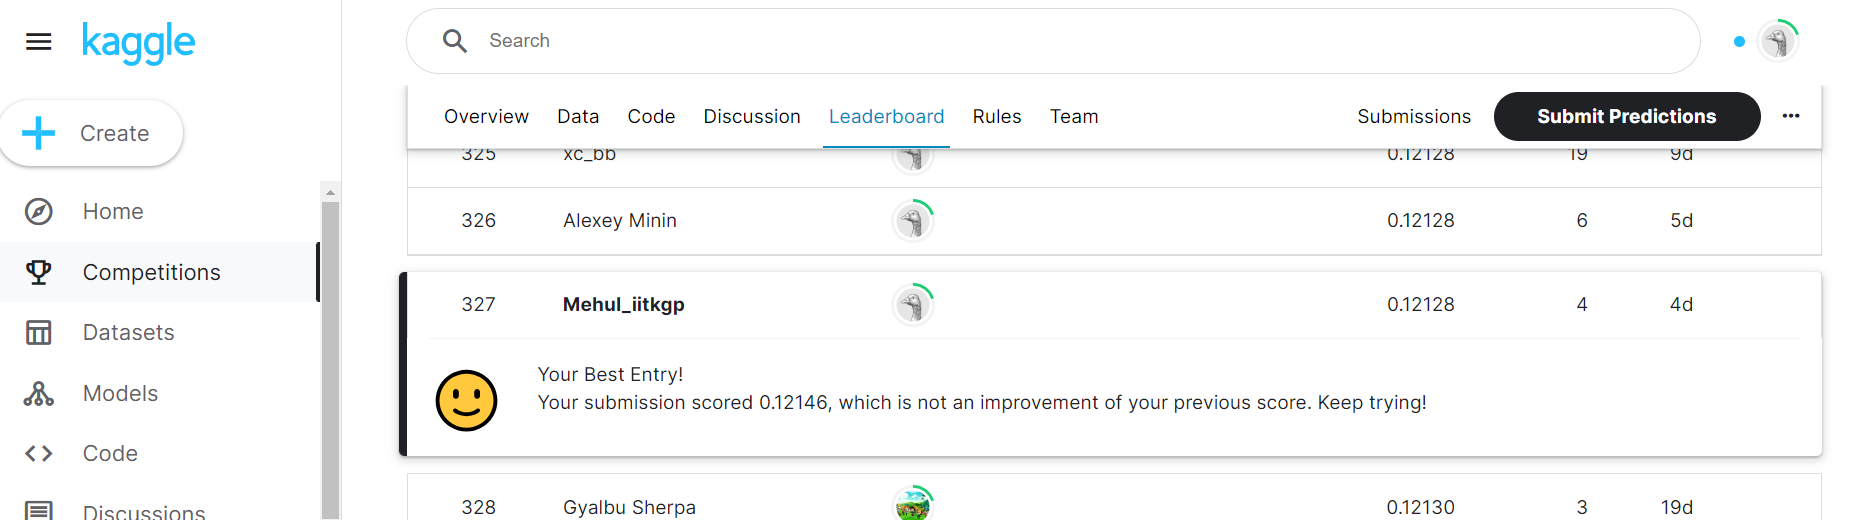 kaggle
Search
Create
Overview Data Code Discussion Leaderboard Rules Team Submissions Submit Predictions ...
325 xc_bb 0.12128 19 9d
Home
326 Alexey Minin 0.12128 6 5d
Competitions
327 Mehul_iitkgp 0.12128 4 4d
Datasets
Your Best Entry!
Models
Your submission scored 0.12146, which is not an improvement of your previous score. Keep trying!
Code
328 Gyalbu Sherpa 0.12130 3 19d
Discussions